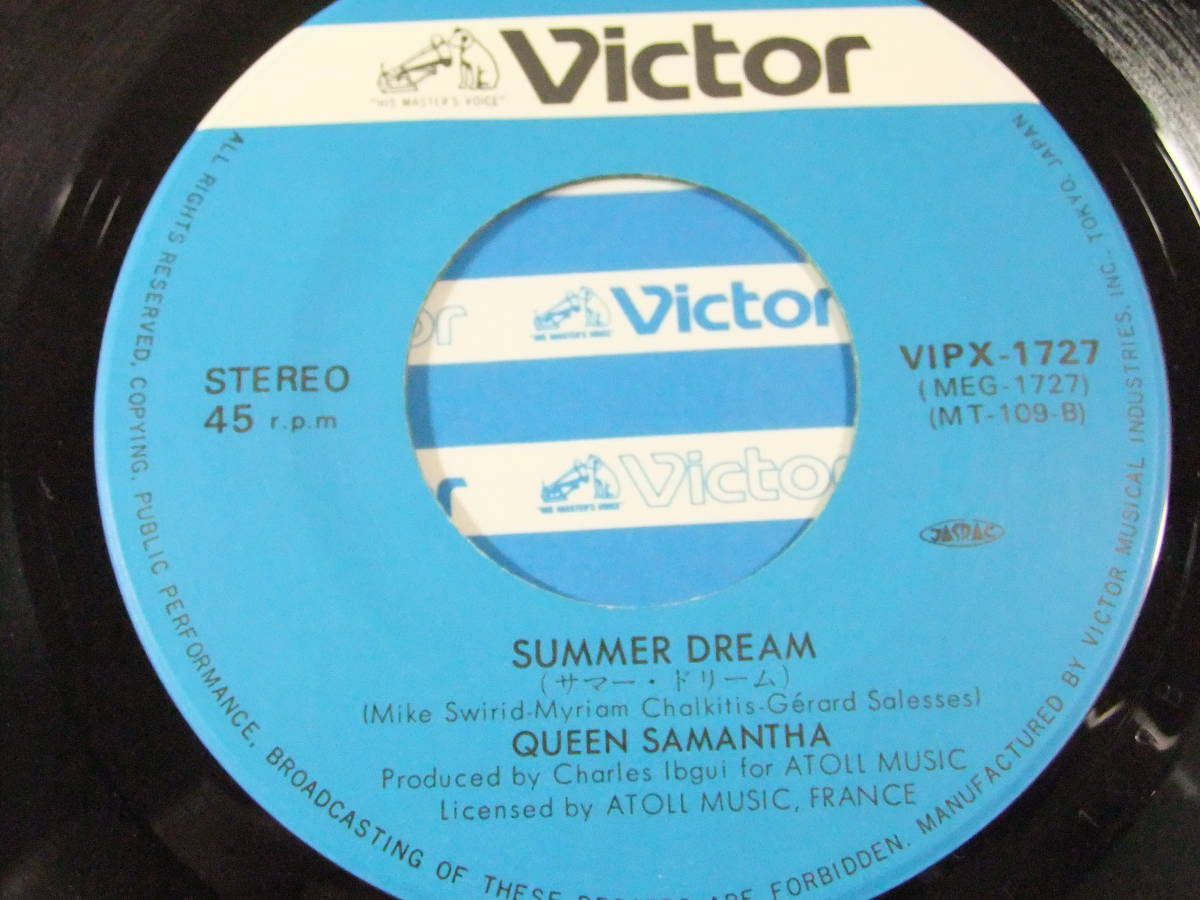 "HIS MASTER'S VOICE" Victor
or "HIS MASTER'S VOICE" Victor
"HIS MASTER'S VOICE" Victor
STEREO
45 r.p.m
VIPX-1727
(MEG-1727)
(MT-109-B)
JASRAC
SUMMER DREAM
(サマー・ドリーム)
(Mike Swirid-Myriam Chalkitis-Gérard Salesses)
QUEEN SAMANTHA
Produced by Charles Ibgui for ATOLL MUSIC
Licensed by ATOLL MUSIC, FRANCE
ALL RIGHTS RESERVED. COPYING, PUBLIC PERFORMANCE, BROADCASTING OF THESE RECORDS ARE FORBIDDEN. MANUFACTURED BY VICTOR MUSICAL INDUSTRIES, INC., TOKYO, JAPAN